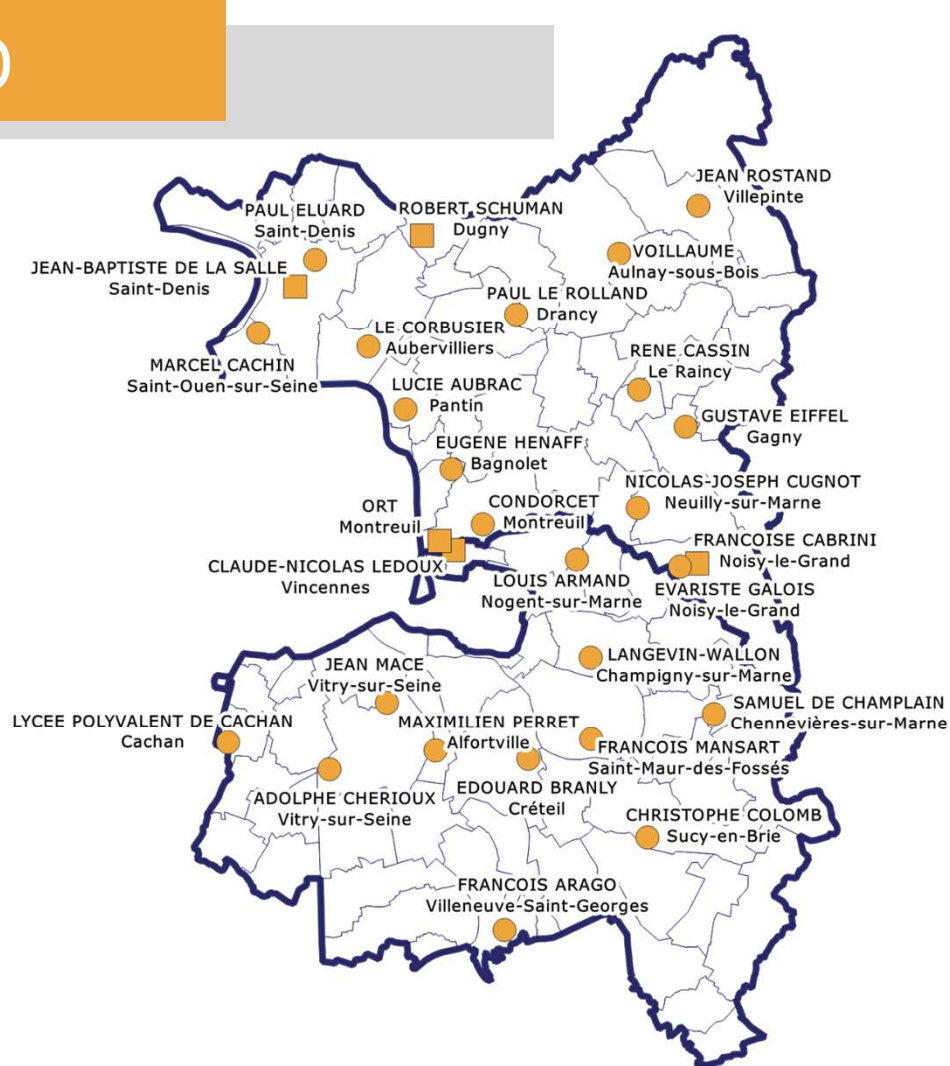 JEAN ROSTAND
Villepinte
PAUL ELUARD
Saint-Denis
ROBERT SCHUMAN
Dugny
VOILLAUME
Aulnay-sous-Bois
JEAN-BAPTISTE DE LA SALLE
Saint-Denis
PAUL LE ROLLAND
Drancy
LE CORBUSIER
Aubervilliers
RENE CASSIN
Le Raincy
MARCEL CACHIN
Saint-Ouen-sur-Seine
LUCIE AUBRAC
Pantin
GUSTAVE EIFFEL
Gagny
EUGENE HENAFF
Bagnolet
NICOLAS-JOSEPH CUGNOT
Neuilly-sur-Marne
ORT
Montreuil
CONDORCET
Montreuil
FRANCOISE CABRINI
Noisy-le-Grand
CLAUDE-NICOLAS LEDOUX
Vincennes
LOUIS ARMAND
Nogent-sur-Marne
EVARISTE GALOIS
Noisy-le-Grand
LANGEVIN-WALLON
Champigny-sur-Marne
JEAN MACE
Vitry-sur-Seine
SAMUEL DE CHAMPLAIN
Chennevières-sur-Marne
LYCEE POLYVALENT DE CACHAN
Cachan
MAXIMILIEN PERRET
Alfortville
FRANCOIS MANSART
Saint-Maur-des-Fossés
EDOUARD BRANLY
Créteil
ADOLPHE CHERIOUX
Vitry-sur-Seine
CHRISTOPHE COLOMB
Sucy-en-Brie
FRANCOIS ARAGO
Villeneuve-Saint-Georges